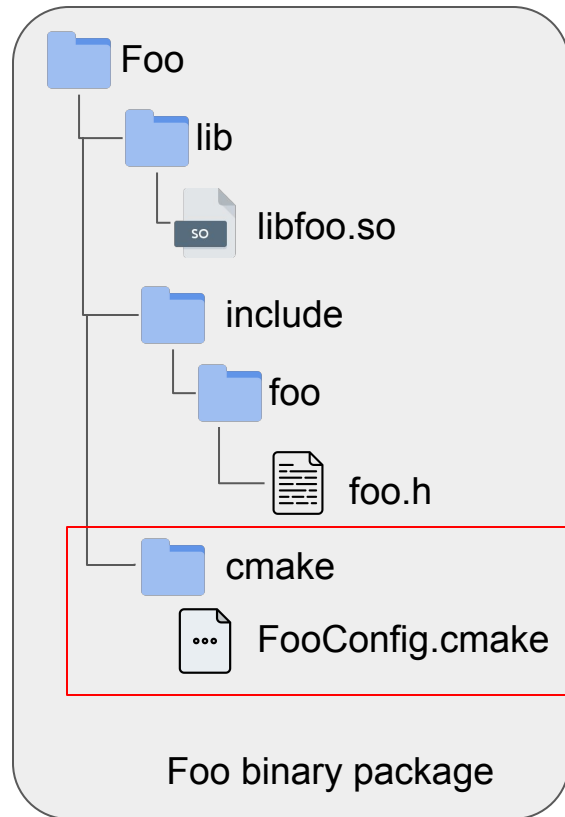 Foo
lib
SO
libfoo.so
include
foo
foo.h
cmake
FooConfig.cmake
Foo binary package